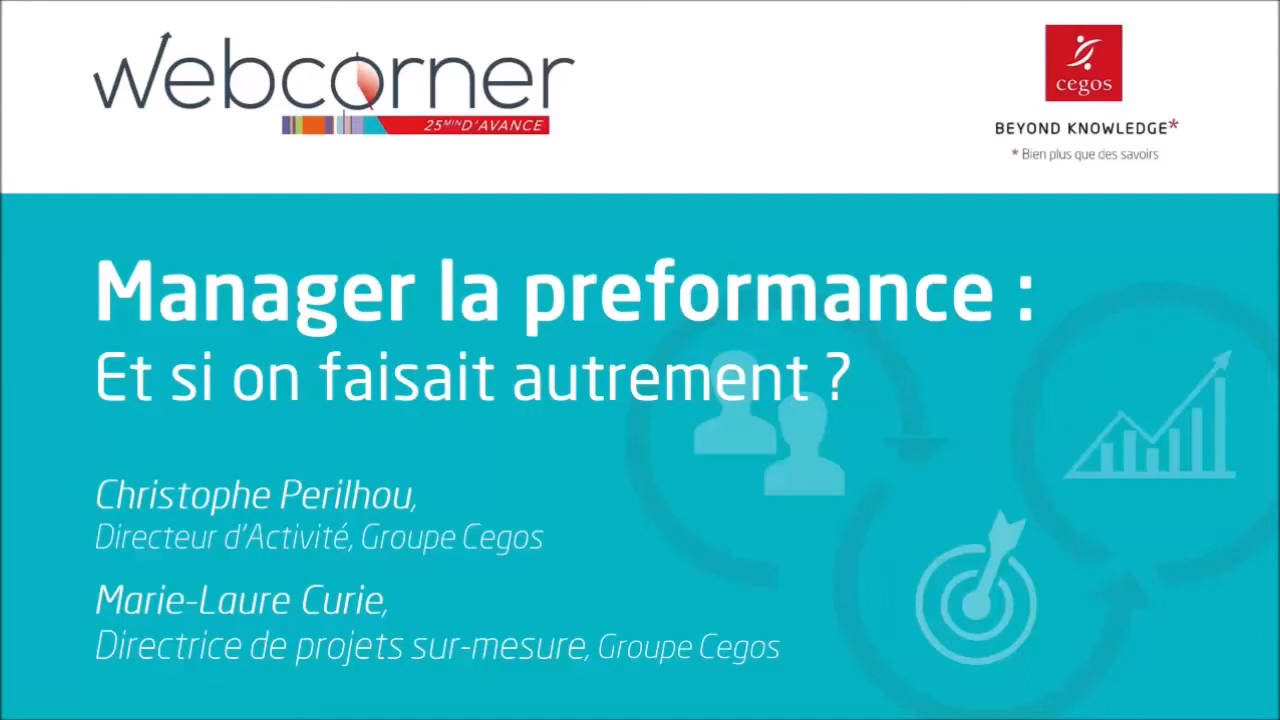 webcorner
25MIN D'AVANCE
cegos
BEYOND KNOWLEDGE*
* Bien plus que des savoirs
Manager la preformance :
Et si on faisait autrement ?
Christophe Perilhou,
Directeur d'Activité, Groupe Cegos
Marie-Laure Curie,
Directrice de projets sur-mesure, Groupe Cegos